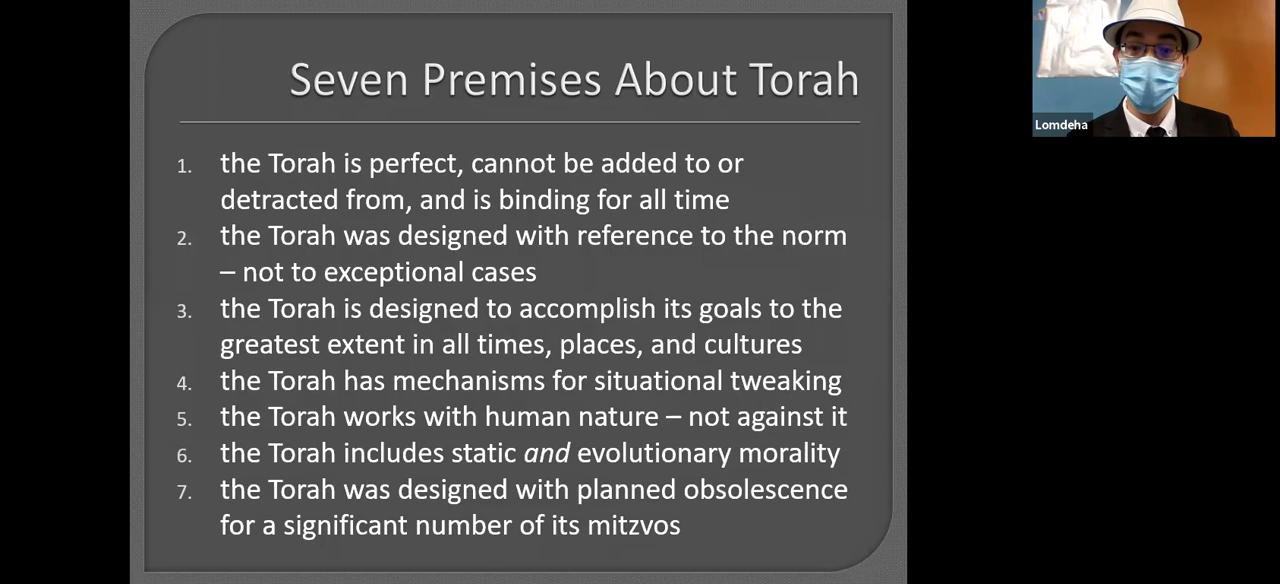 Seven Premises About Torah
1. the Torah is perfect, cannot be added to or
detracted from, and is binding for all time
2. the Torah was designed with reference to the norm
– not to exceptional cases
3. the Torah is designed to accomplish its goals to the
greatest extent in all times, places, and cultures
4. the Torah has mechanisms for situational tweaking
5. the Torah works with human nature – not against it
6. the Torah includes static and evolutionary morality
7. the Torah was designed with planned obsolescence
for a significant number of its mitzvos
Lomdeha